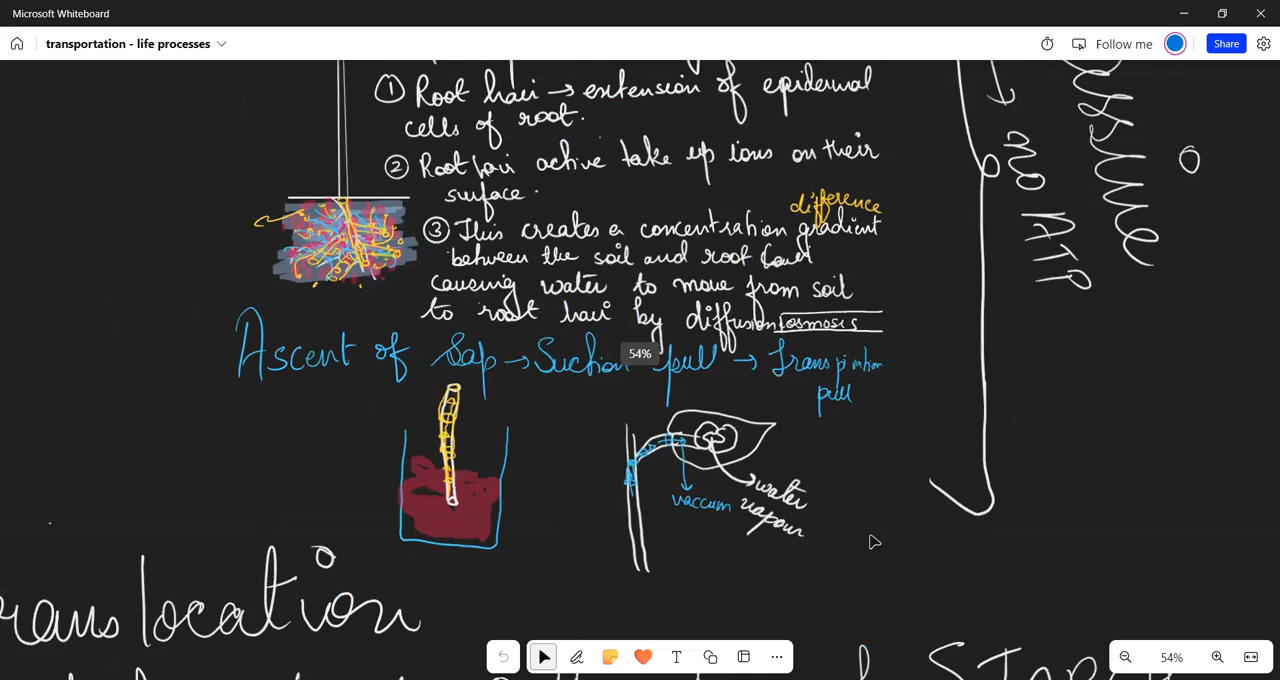 Microsoft Whiteboard
transportation - life processes
Follow me
Share
① Root hair → extension of epidermal
cells of root.
② Root hair active take up ions on their
surface.
difference
③ This creates a concentration gradient
between the soil and root
causing water to move from soil
to root hair by diffusion osmosis
54%
Ascent of Sap → Suction pull → Transpiration
pull
vaccum
water
vapour
no ATP
Translocation
54%